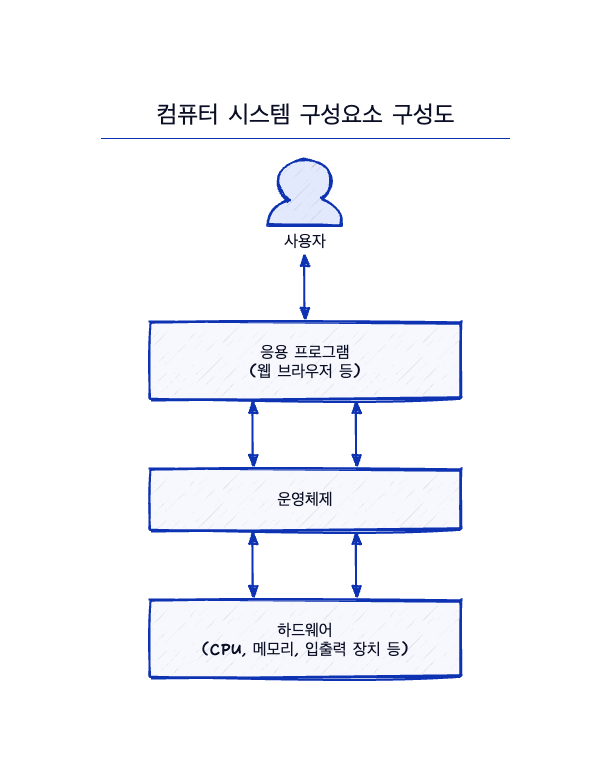 컴퓨터 시스템 구성요소 구성도
사용자
응용 프로그램
(웹 브라우저 등)
운영체제
하드웨어
(CPU, 메모리, 입출력 장치 등)